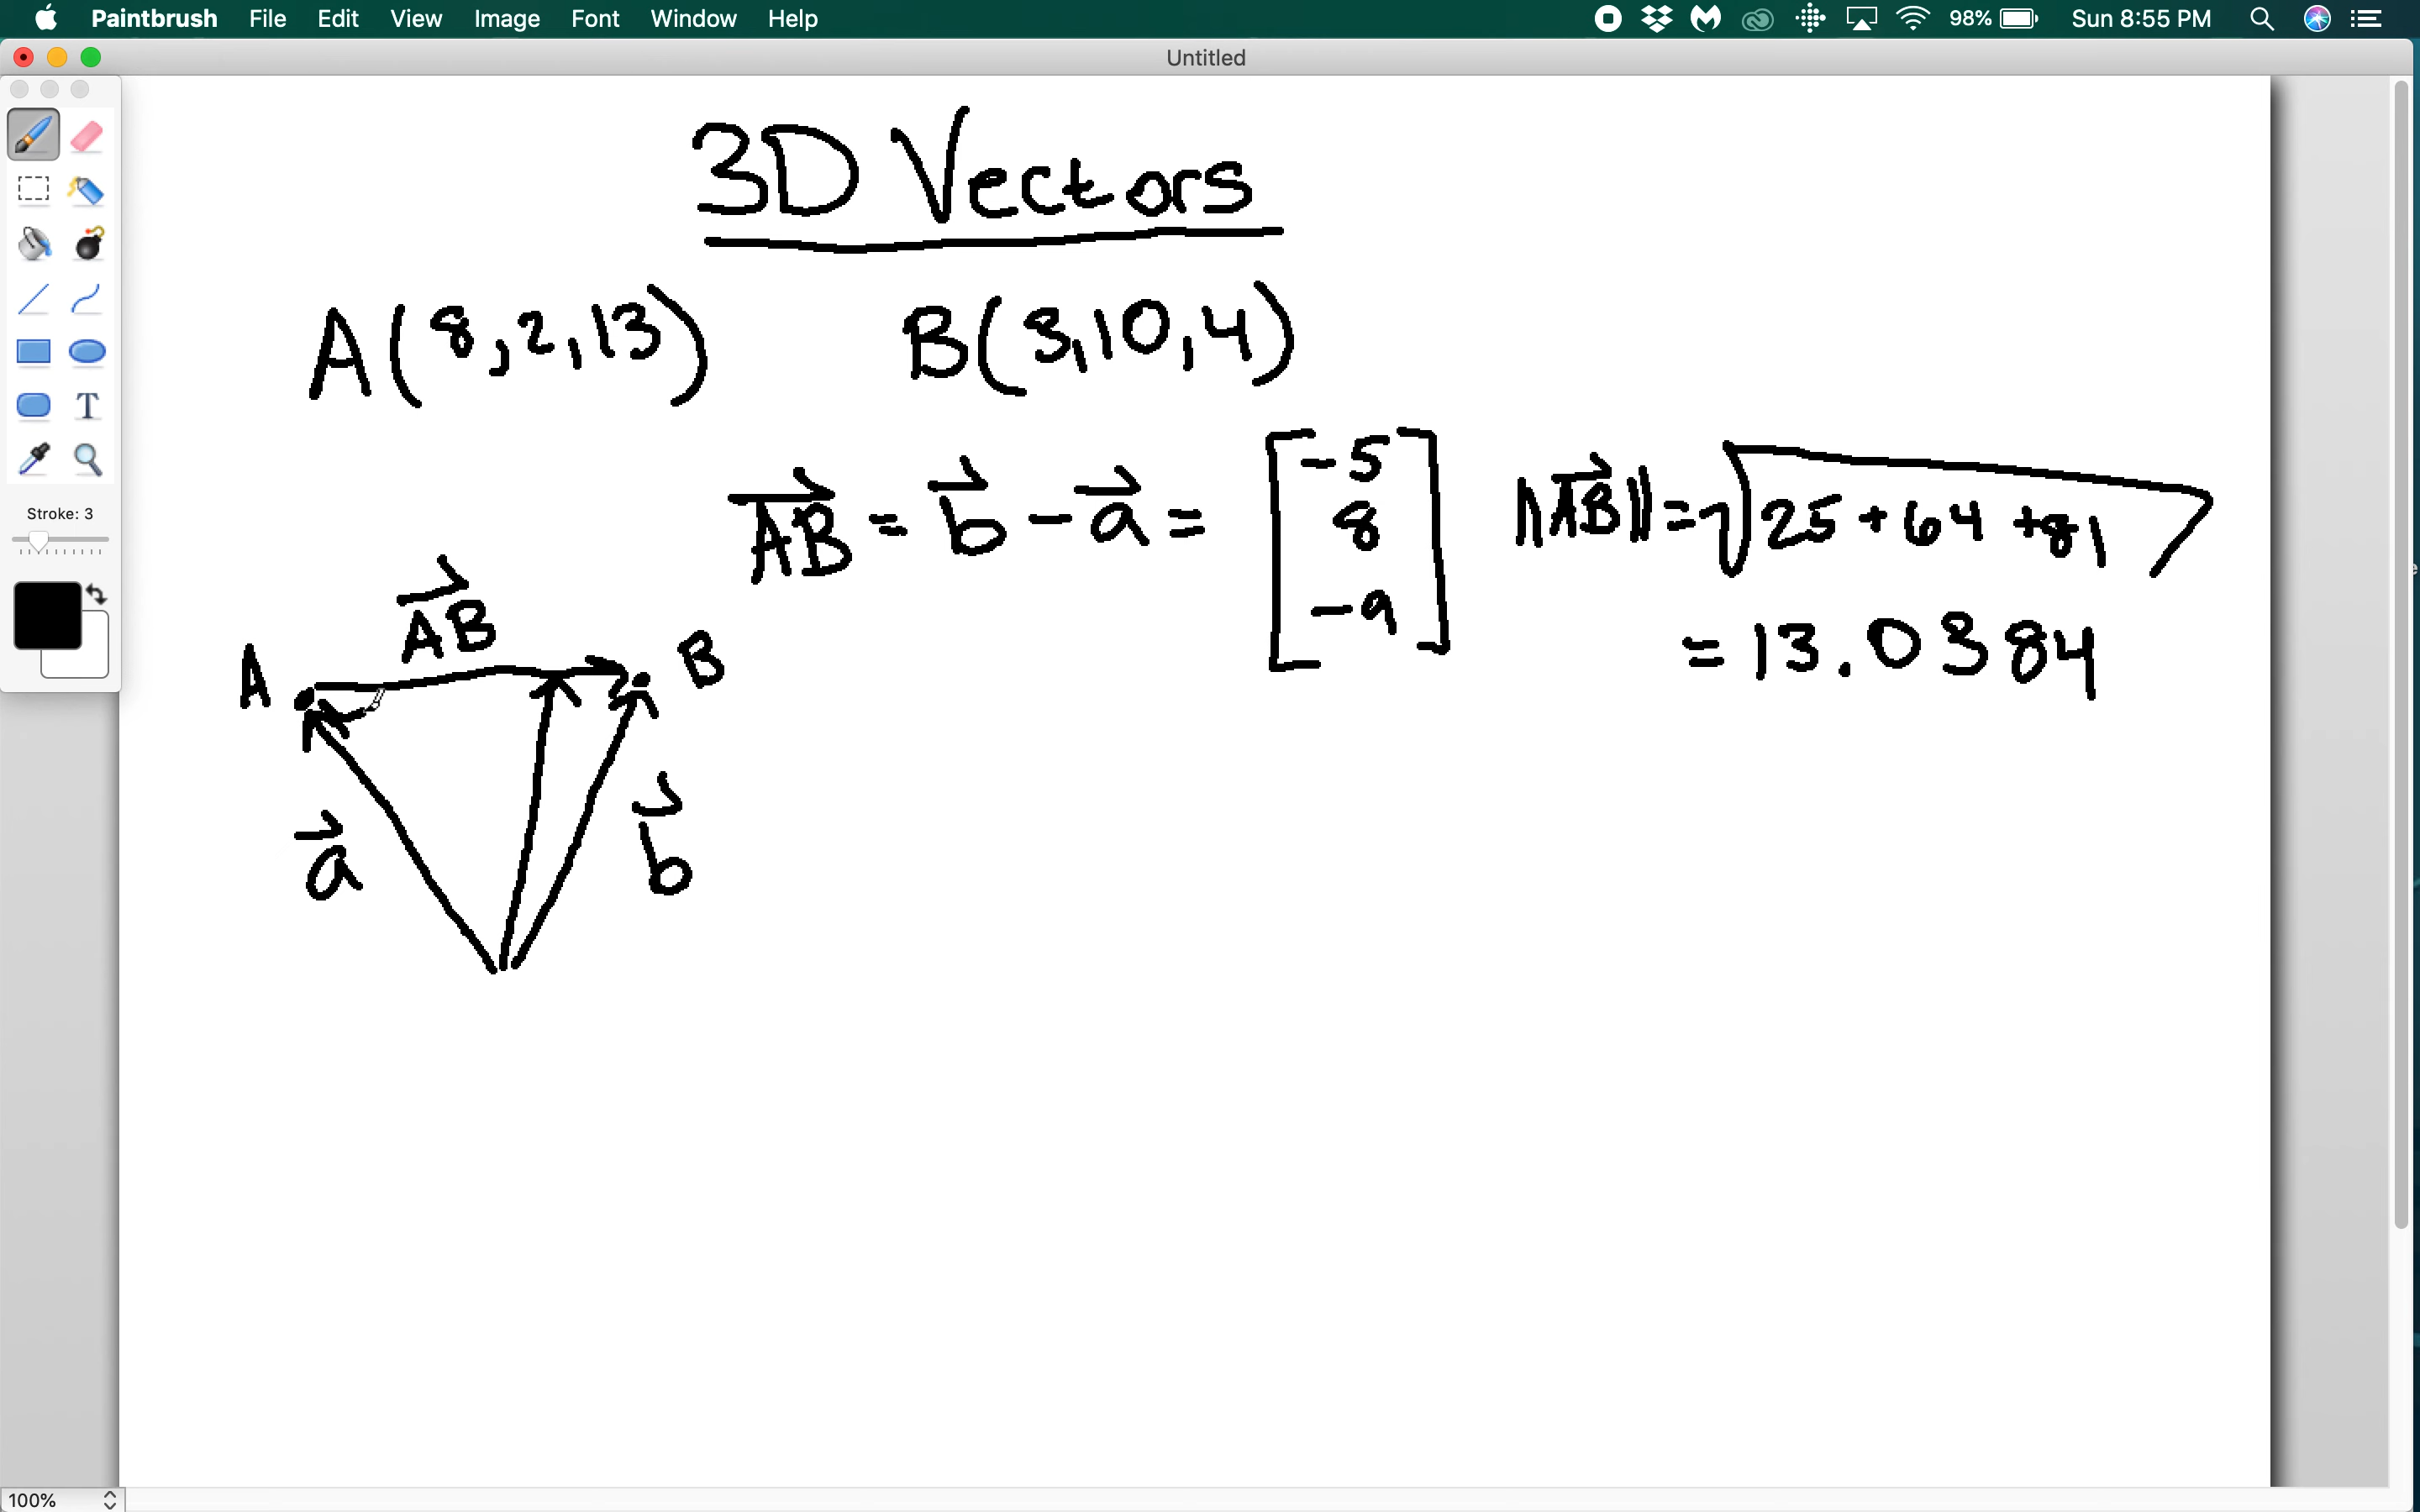 Paintbrush File Edit View Image Font Window Help 98% Sun 8:55 PM
Untitled
3D Vectors
A(8,2,13) B(3,10,4)
T
Stroke: 3
AB = b - a = [-5 8 -9] ||AB|| = √25+64+81
= 13.0384
AB
A B
a b
100%